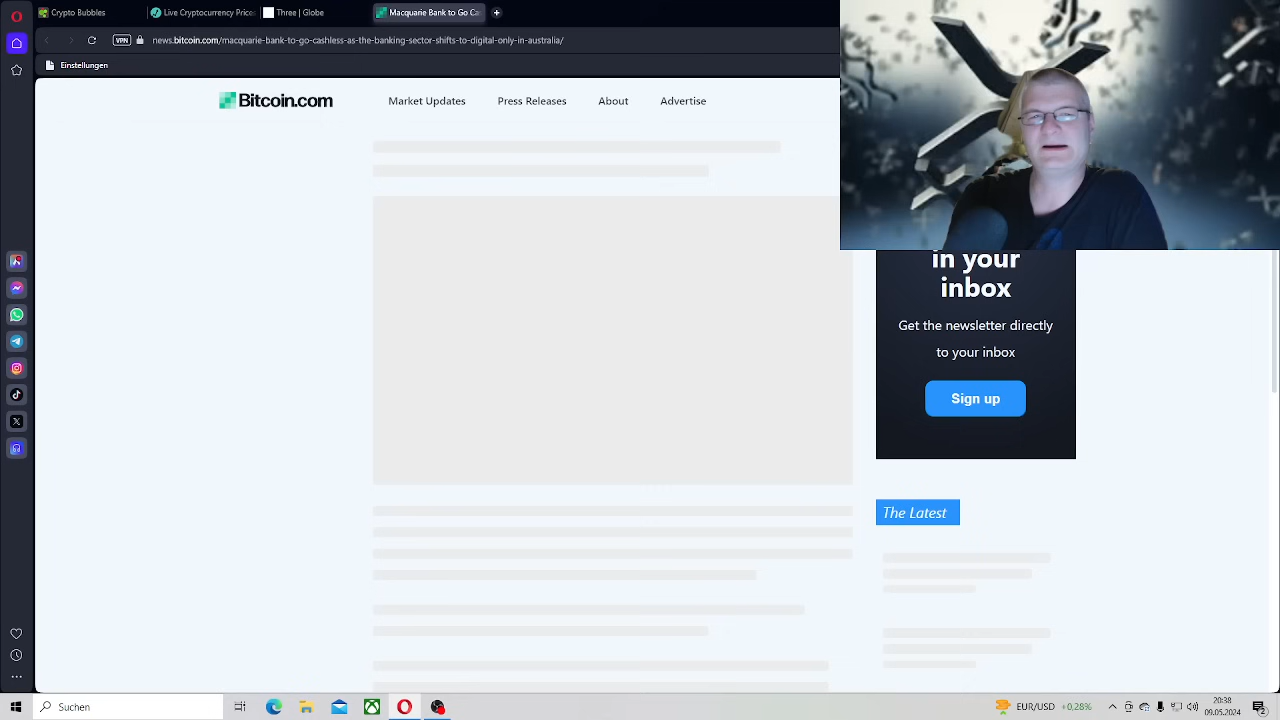 Crypto Bubbles
Live Cryptocurrency Prices
Three | Globe
Macquarie Bank to Go C
VPN
news.bitcoin.com/macquarie-bank-to-go-cashless-as-the-banking-sector-shifts-to-digital-only-in-australia/
Einstellungen
Bitcoin.com
Market Updates
Press Releases
About
Advertise
in your
inbox
Get the newsletter directly
to your inbox
Sign up
The Latest
Suchen
EUR/USD +0,28%
20:38
09.05.2024